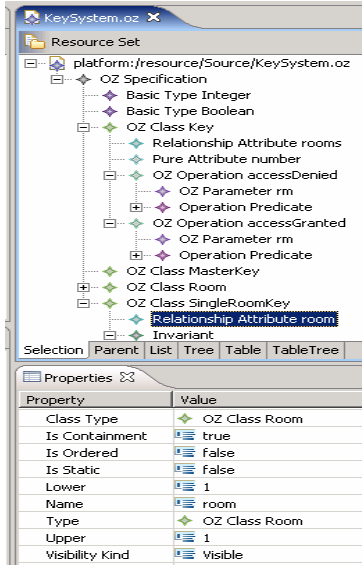 KeySystem.oz
Resource Set
platform:/resource/Source/KeySystem.oz
OZ Specification
Basic Type Integer
Basic Type Boolean
OZ Class Key
Relationship Attribute rooms
Pure Attribute number
OZ Operation accessDenied
OZ Parameter rm
Operation Predicate
OZ Operation accessGranted
OZ Parameter rm
Operation Predicate
OZ Class MasterKey
OZ Class Room
OZ Class SingleRoomKey
Relationship Attribute room
Invariant
Selection Parent List Tree Table TableTree
Properties
Property Value
Class Type OZ Class Room
Is Containment true
Is Ordered false
Is Static false
Lower 1
Name room
Type OZ Class Room
Upper 1
Visibility Kind Visible